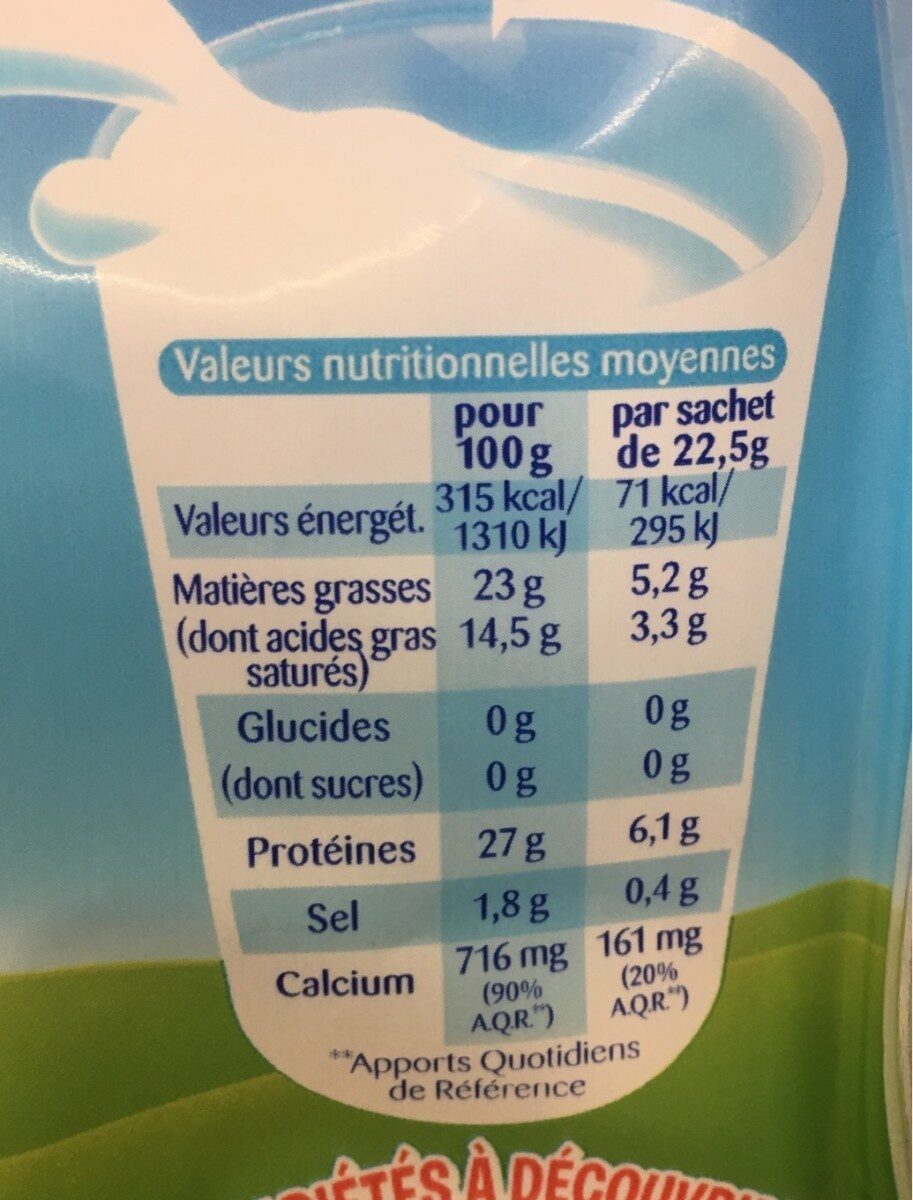 Valeurs nutritionnelles moyennes
pour par sachet
100g de 22,5g
Valeurs énergét. 315 kcal/ 71 kcal/
1310 kJ 295 kJ
Matières grasses 23 g 5,2 g
(dont acides gras 14,5 g 3,3 g
saturés)
Glucides 0 g 0 g
(dont sucres) 0 g 0 g
Protéines 27 g 6,1 g
Sel 1,8 g 0,4 g
Calcium 716 mg 161 mg
(90% (20%
A.Q.R.**) A.Q.R.**)
**Apports Quotidiens
de Référence
À